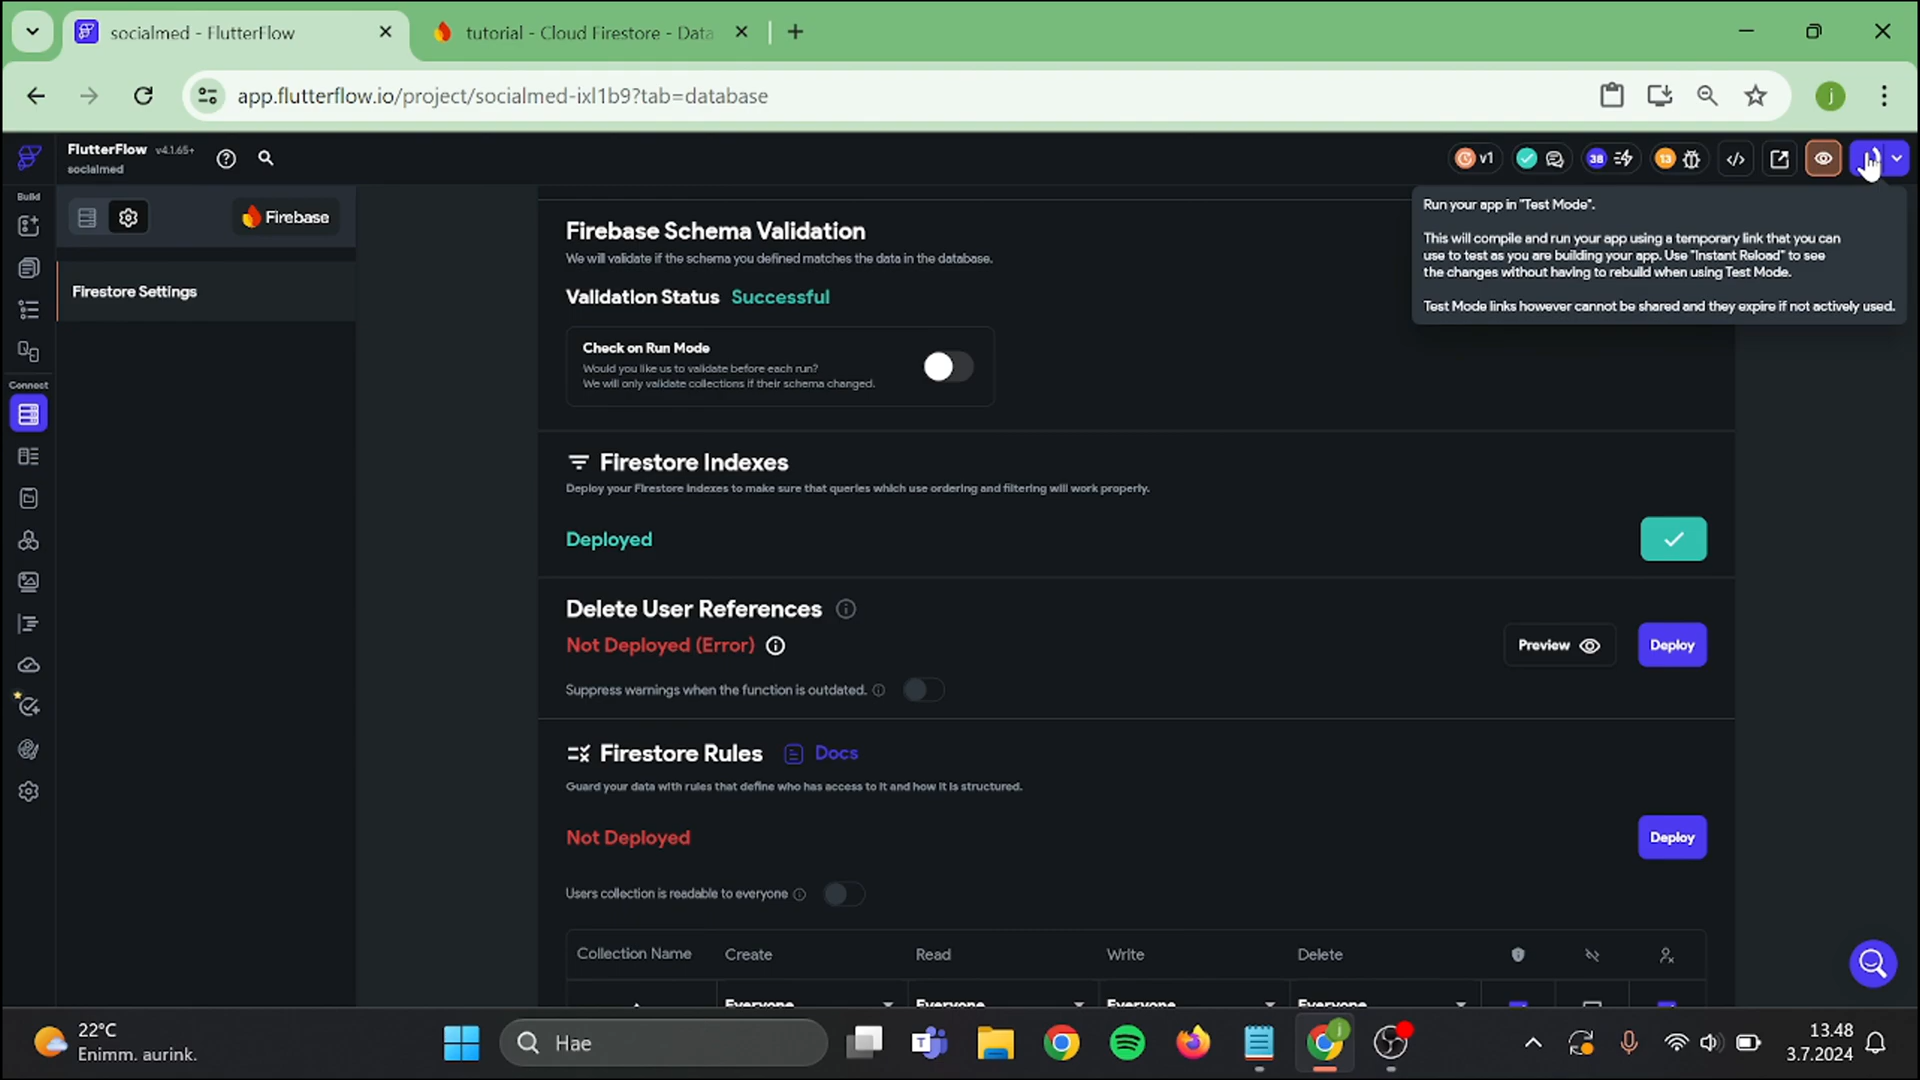 socialmed - FlutterFlow
tutorial - Cloud Firestore - Data
app.flutterflow.io/project/socialmed-ixl1b9?tab=database
j
FlutterFlow v4.1.65+
socialmed
v1
38
13
Build
Firebase
Firestore Settings
Connect
Run your app in "Test Mode".
This will compile and run your app using a temporary link that you can
use to test as you are building your app. Use "Instant Reload" to see
the changes without having to rebuild when using Test Mode.
Test Mode links however cannot be shared and they expire if not actively used.
Firebase Schema Validation
We will validate if the schema you defined matches the data in the database.
Validation Status Successful
Check on Run Mode
Would you like us to validate before each run?
We will only validate collections if their schema changed.
Firestore Indexes
Deploy your Firestore Indexes to make sure that queries which use ordering and filtering will work properly.
Deployed
Delete User References
Not Deployed (Error)
Preview
Deploy
Suppress warnings when the function is outdated.
Firestore Rules Docs
Guard your data with rules that define who has access to it and how it is structured.
Not Deployed
Deploy
Users collection is readable to everyone
Collection Name Create Read Write Delete
Everyone Everyone Everyone Everyone
22°C
Enimm. aurink.
Hae
j
13.48
3.7.2024